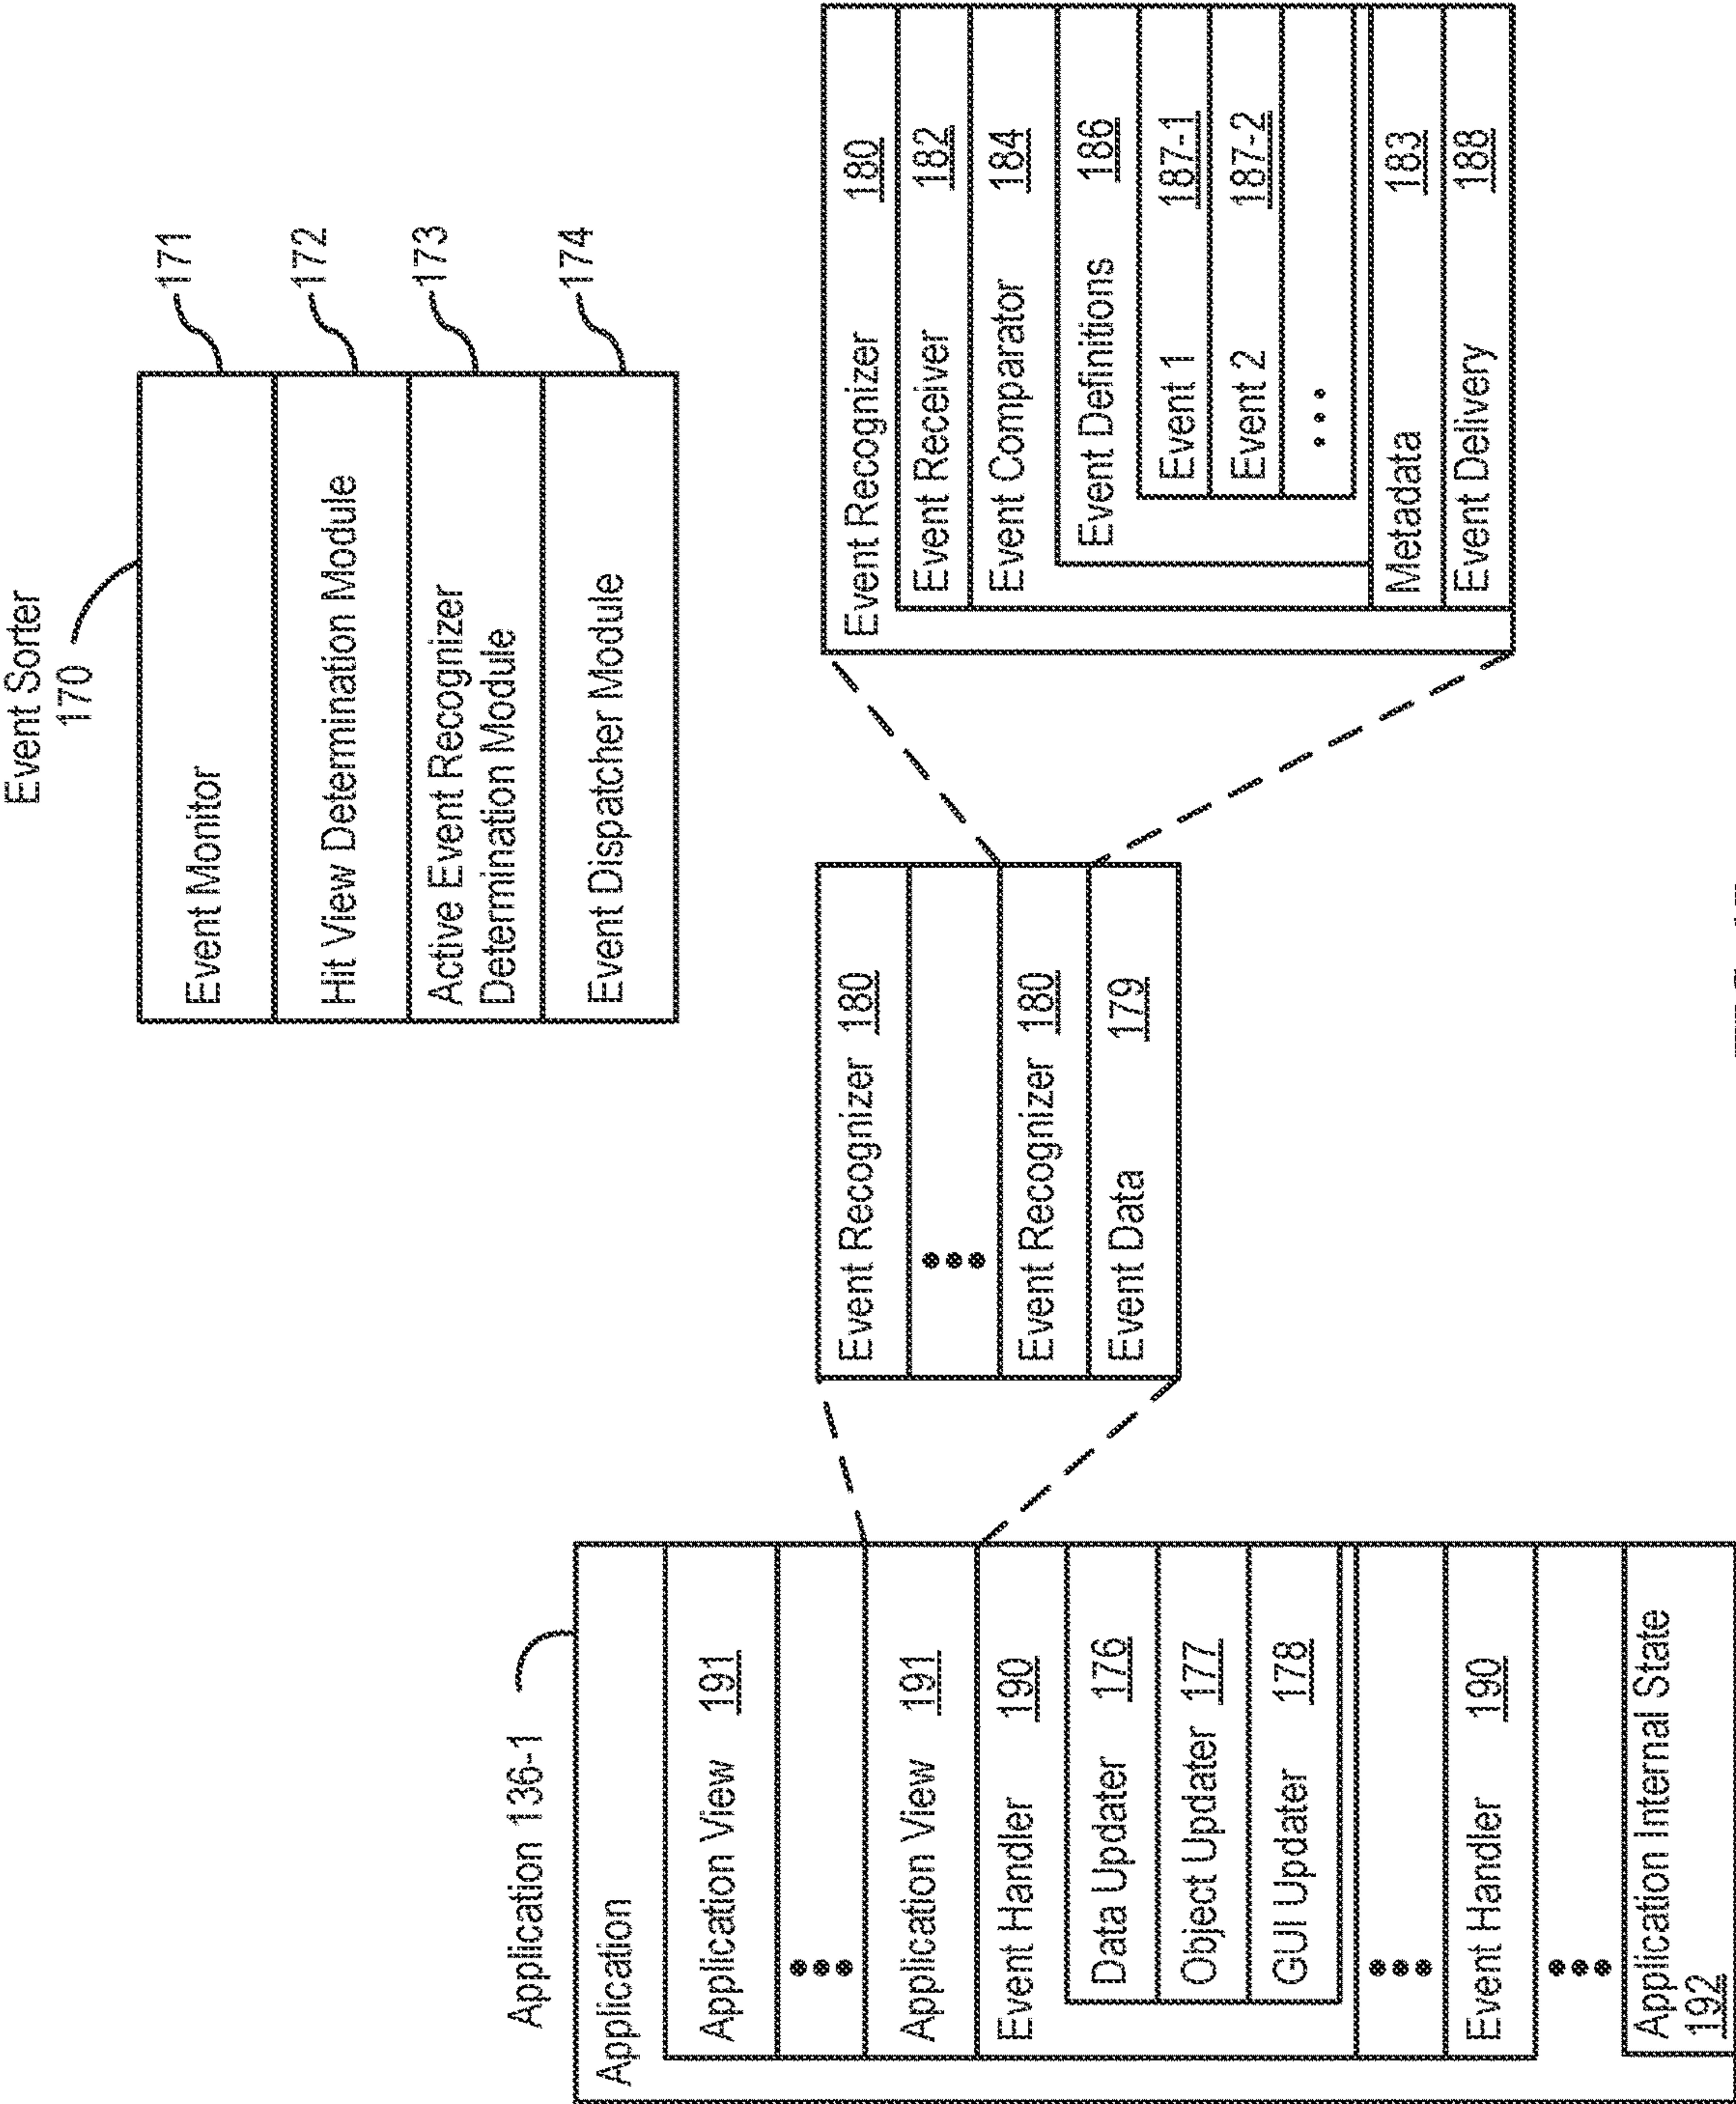 Event Sorter
170
Event Monitor
171
Hit View Determination Module
172
Active Event Recognizer
Determination Module
173
Event Dispatcher Module
174
Application 136-1
Application
Application View 191
Application View 191
Event Handler 190
Data Updater 176
Object Updater 177
GUI Updater 178
Event Handler 190
Application Internal State
192
Event Recognizer 180
Event Recognizer 180
Event Data 179
Event Recognizer 180
Event Receiver 182
Event Comparator 184
Event Definitions 186
Event 1 187-1
Event 2 187-2
Metadata 183
Event Delivery 188